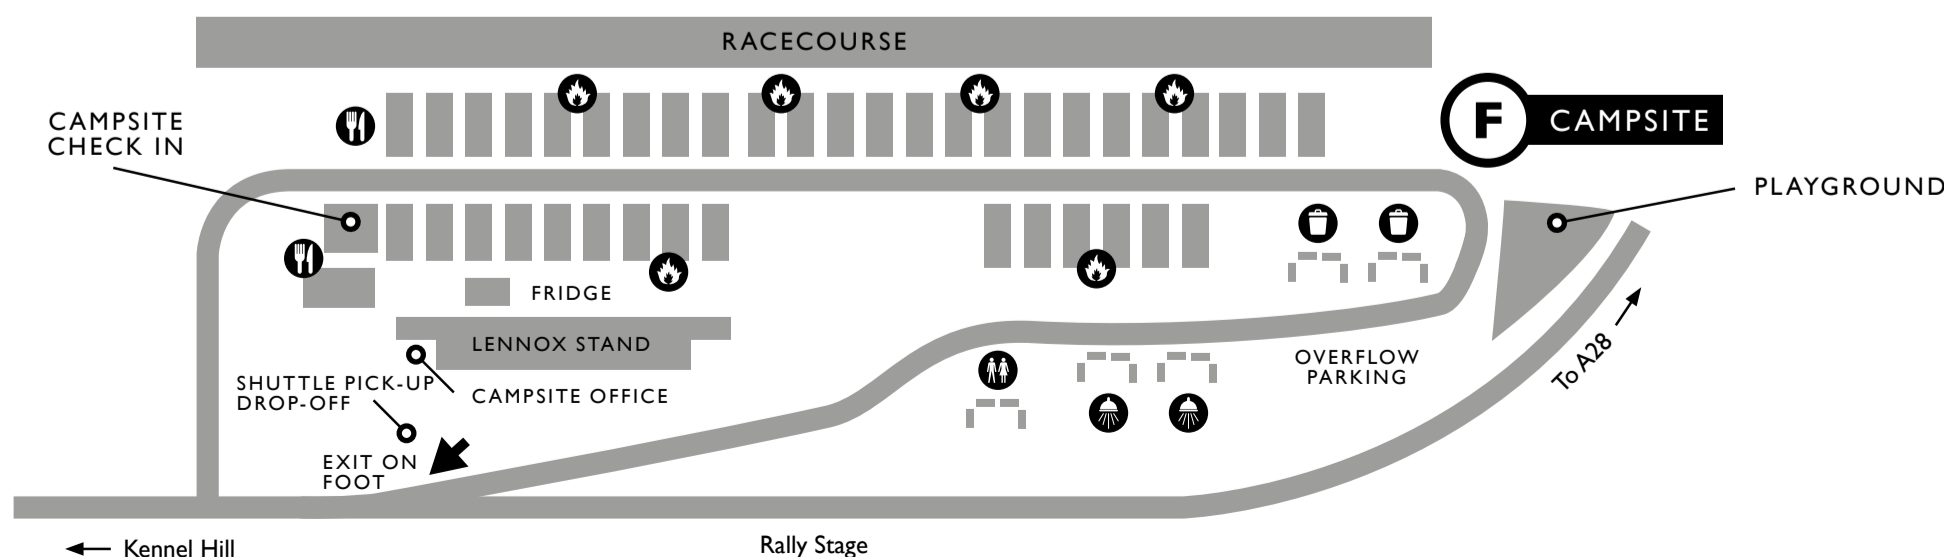 RACECOURSE
CAMPSITE
CHECK IN
F CAMPSITE
PLAYGROUND
FRIDGE
LENNOX STAND
SHUTTLE PICK-UP
DROP-OFF
CAMPSITE OFFICE
OVERFLOW
PARKING
To A28
EXIT ON
FOOT
Kennel Hill
Rally Stage